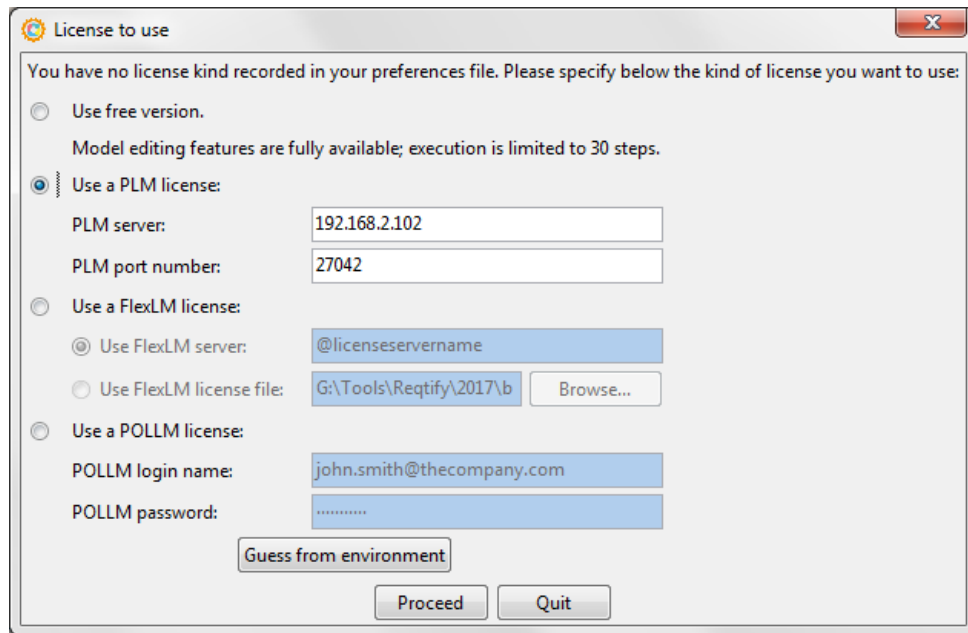 License to use
You have no license kind recorded in your preferences file. Please specify below the kind of license you want to use:
Use free version.
Model editing features are fully available; execution is limited to 30 steps.
Use a PLM license:
PLM server: 192.168.2.102
PLM port number: 27042
Use a FlexLM license:
Use FlexLM server: @licenseservername
Use FlexLM license file: G:\Tools\Reqtify\2017\b Browse...
Use a POLLM license:
POLLM login name: john.smith@thecompany.com
POLLM password: ···········
Guess from environment
Proceed Quit